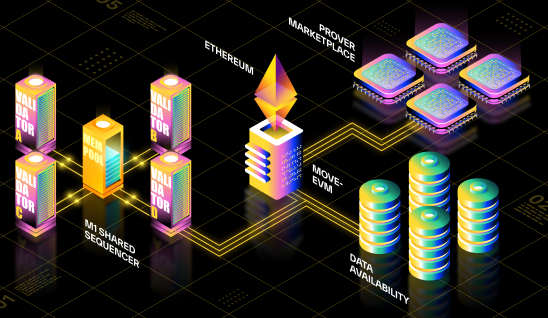 PROVER
MARKETPLACE
ETHEREUM
VALI
DA
TOR
A
VALI
DA
TOR
B
MEM
POOL
VALI
DA
TOR
C
VALI
DA
TOR
D
MOVE-
EVM
M1 SHARED
SEQUENCER
DATA
AVAILABILITY